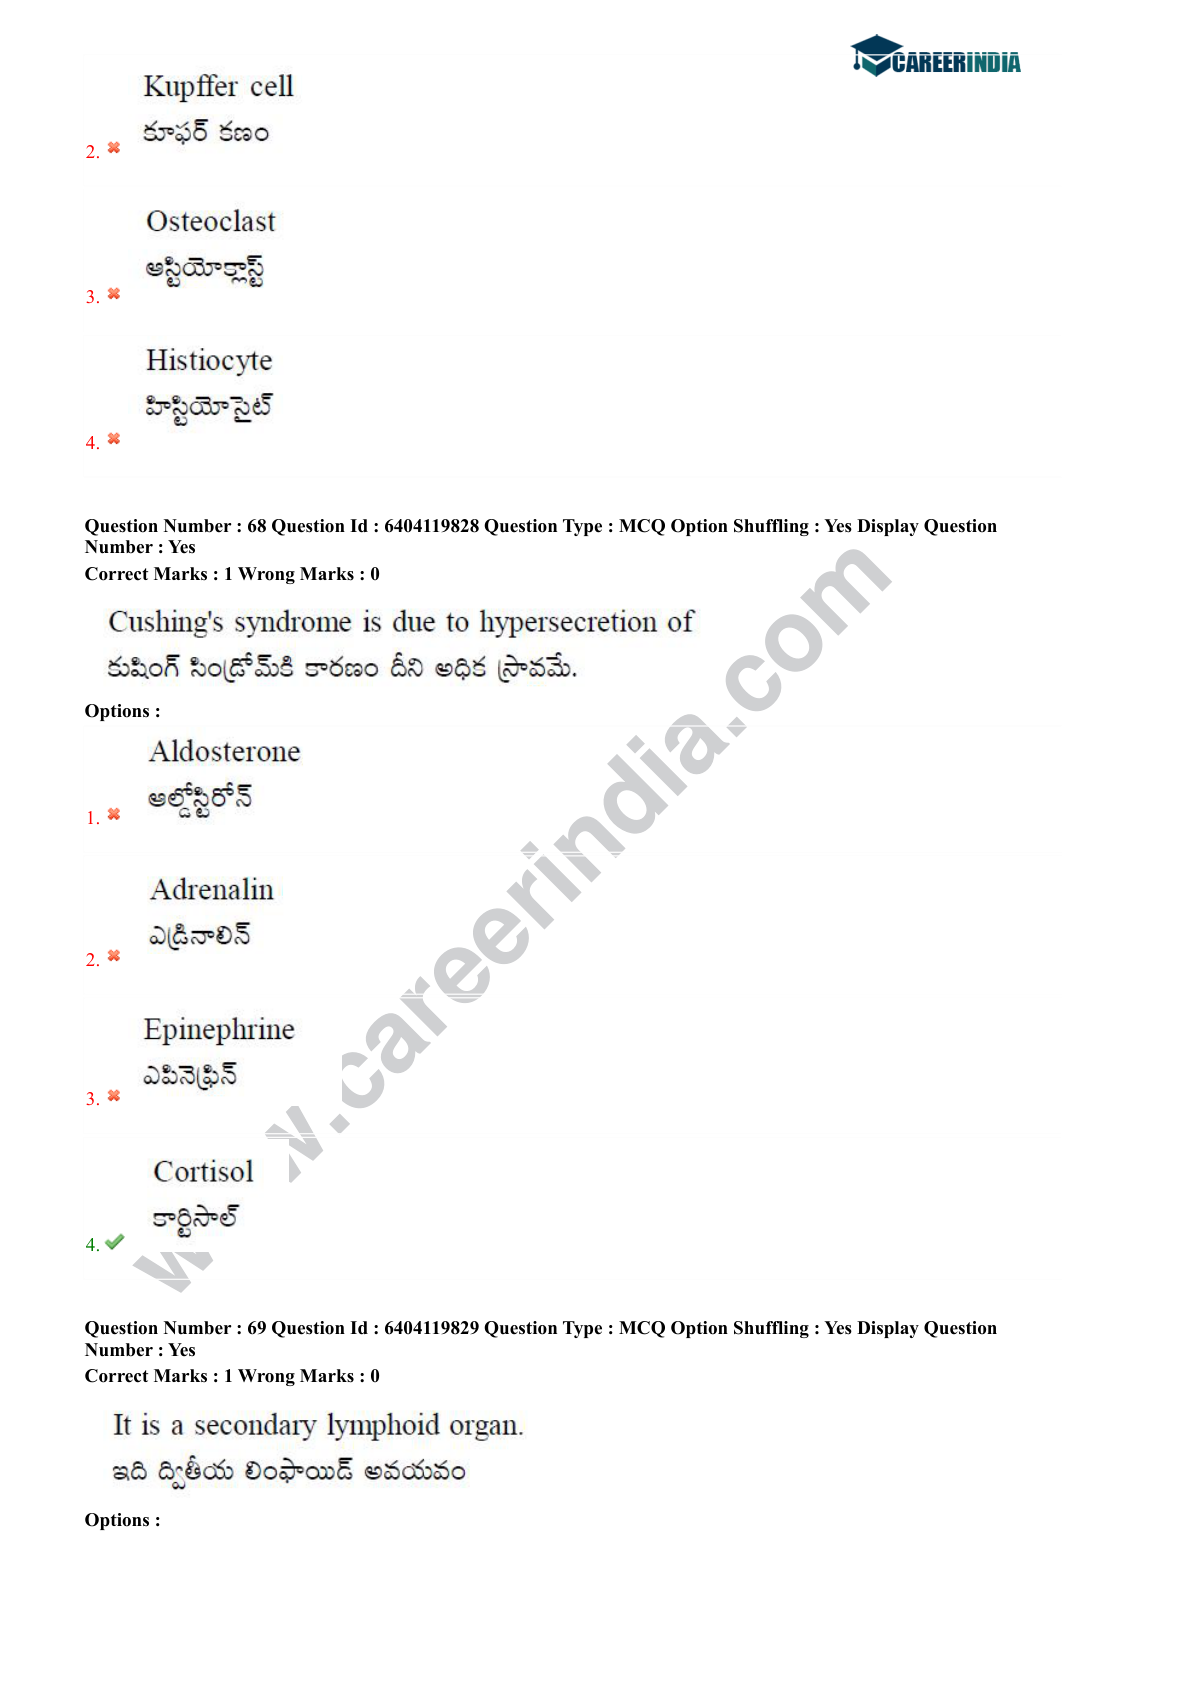 CAREERINDIA
Kupffer cell
కూఫర్ కణం
2.
Osteoclast
ఆస్టియోక్లాస్ట్
3.
Histiocyte
హిస్టియోసైట్
4.
Question Number : 68 Question Id : 6404119828 Question Type : MCQ Option Shuffling : Yes Display Question
Number : Yes
Correct Marks : 1 Wrong Marks : 0
Cushing's syndrome is due to hypersecretion of
కుషింగ్ సిండ్రోమ్‌కి కారణం దీని అధిక స్రావమే.
Options :
Aldosterone
ఆల్డోస్టిరోన్
1.
Adrenalin
ఎడ్రినాలిన్
2.
Epinephrine
ఎపినెఫ్రిన్
3.
Cortisol
కార్టిసాల్
4.
w.careerindia.com
Question Number : 69 Question Id : 6404119829 Question Type : MCQ Option Shuffling : Yes Display Question
Number : Yes
Correct Marks : 1 Wrong Marks : 0
It is a secondary lymphoid organ.
ఇది ద్వితీయ లింఫాయిడ్ అవయవం
Options :